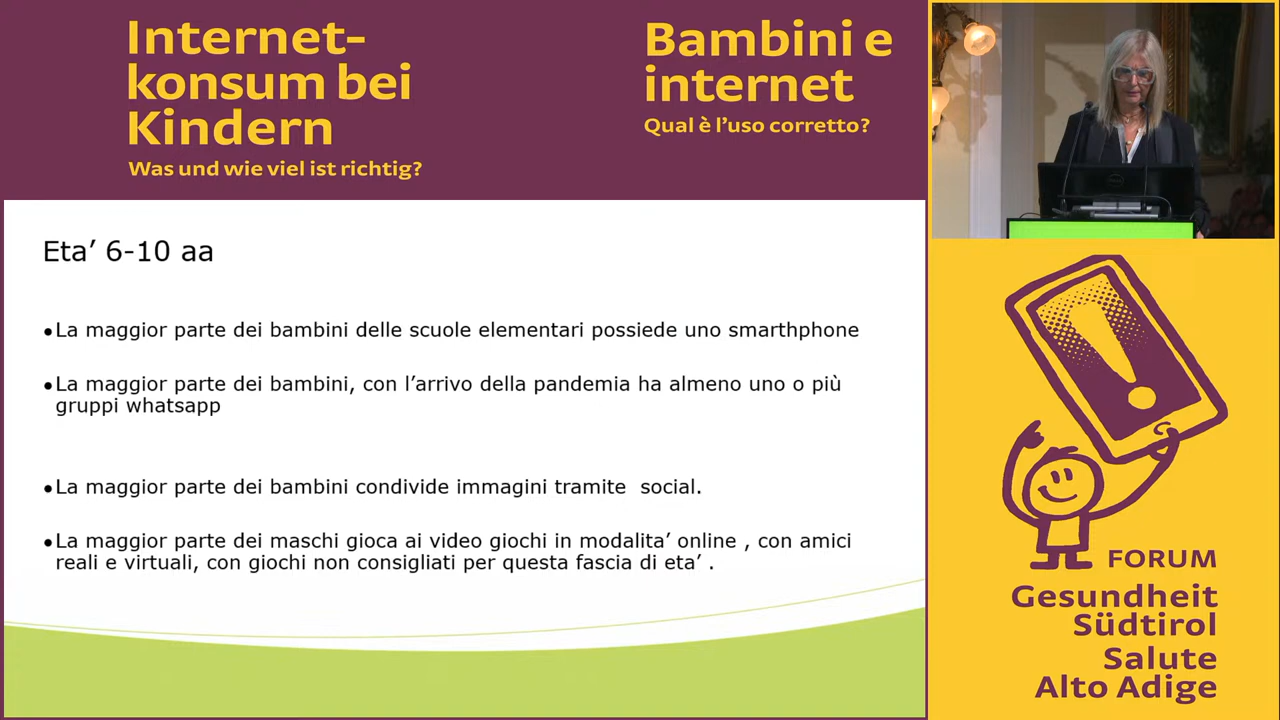 Internet-
konsum bei
Kindern
Was und wie viel ist richtig?
Bambini e
internet
Qual è l'uso corretto?
Eta' 6-10 aa
•La maggior parte dei bambini delle scuole elementari possiede uno smarthphone
•La maggior parte dei bambini, con l'arrivo della pandemia ha almeno uno o più
gruppi whatsapp
•La maggior parte dei bambini condivide immagini tramite  social.
•La maggior parte dei maschi gioca ai video giochi in modalita' online , con amici
reali e virtuali, con giochi non consigliati per questa fascia di eta' .
FORUM
Gesundheit
Südtirol
Salute
Alto Adige